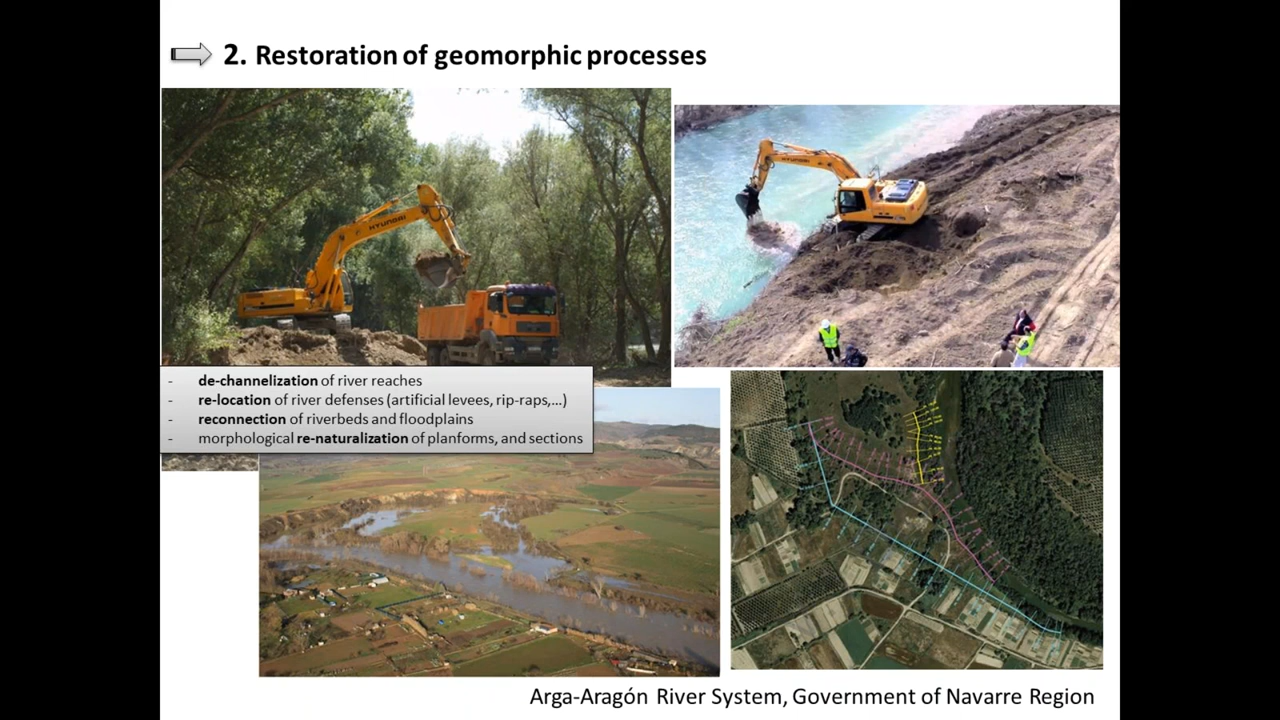 2. Restoration of geomorphic processes
HYUNDAI
HYUNDAI
- de-channelization of river reaches
- re-location of river defenses (artificial levees, rip-raps,...)
- reconnection of riverbeds and floodplains
- morphological re-naturalization of planforms, and sections
Arga-Aragón River System, Government of Navarre Region